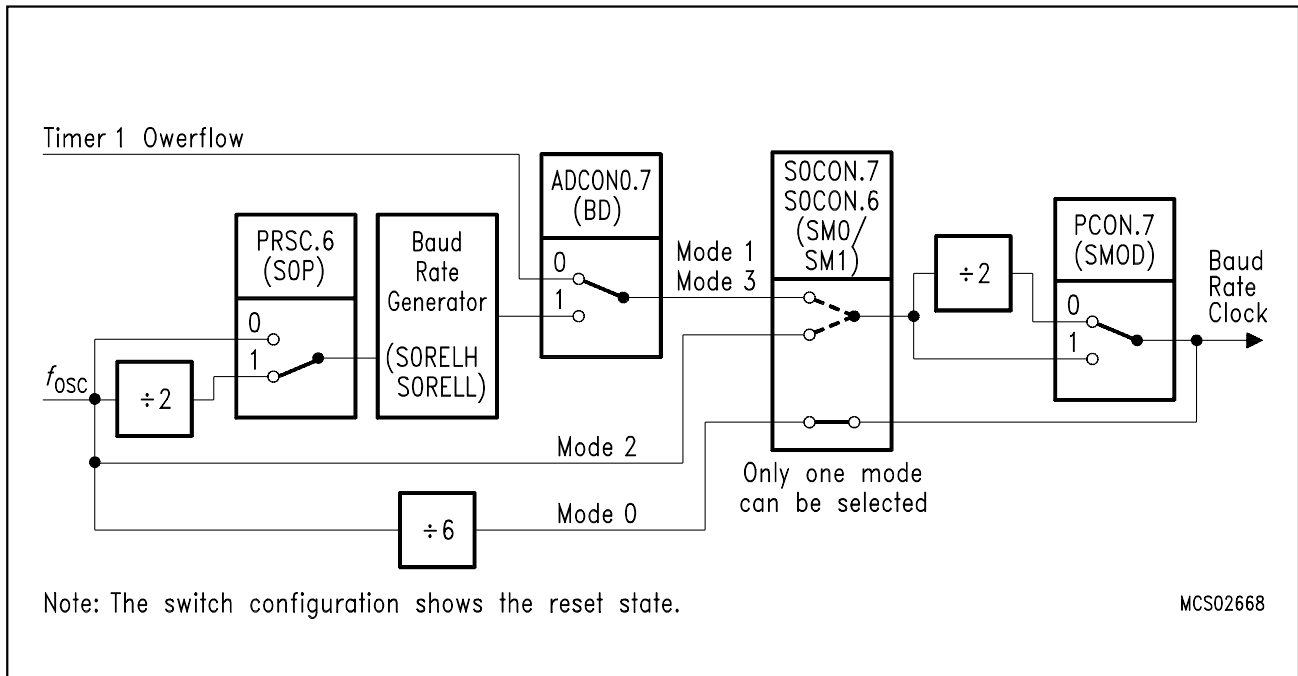 Timer 1 Owerflow
ADCON0.7
(BD)
0
1
PRSC.6
(S0P)
0
1
Baud
Rate
Generator
(S0RELH
S0RELL)
Mode 1
Mode 3
S0CON.7
S0CON.6
(SM0/
SM1)
÷2
PCON.7
(SMOD)
0
1
Baud
Rate
Clock
fOSC
÷2
Mode 2
Only one mode
can be selected
÷6
Mode 0
Note: The switch configuration shows the reset state.
MCS02668